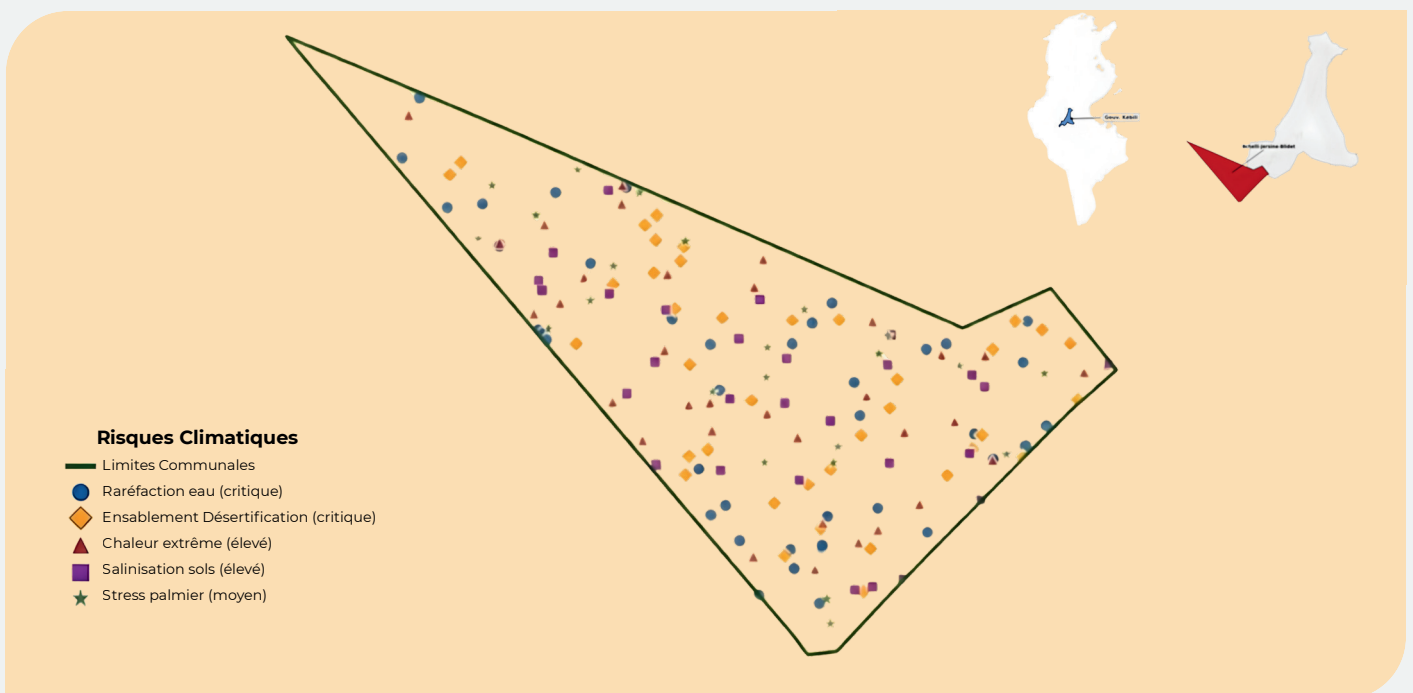 Risques Climatiques
Limites Communales
Raréfaction eau (critique)
Ensablement Désertification (critique)
Chaleur extrême (élevé)
Salinisation sols (élevé)
Stress palmier (moyen)